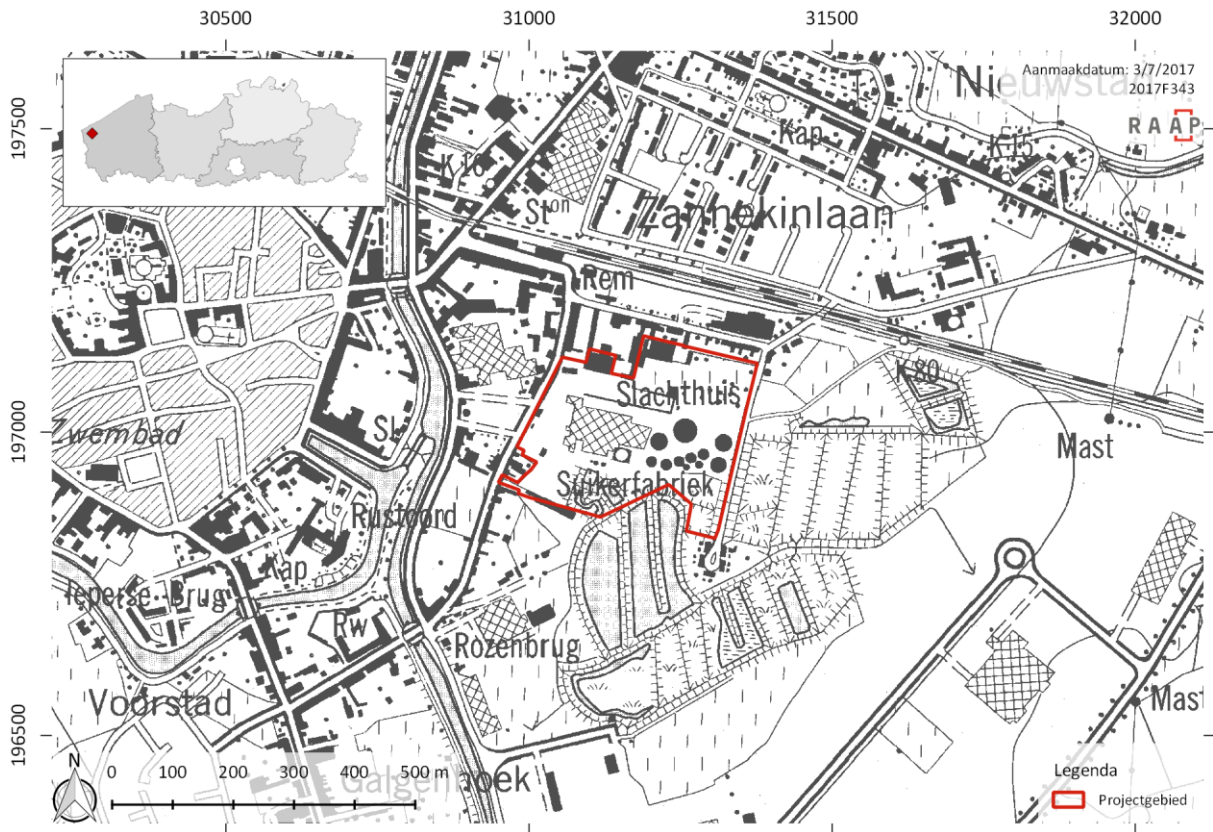 30500 31000 31500 32000
Nieuwstad
Aanmaakdatum: 3/7/2017
2017F343
RAAP
197500
Kap
K15
K16
Stᵒⁿ
Zannekinlaan
Rem
K80
Slachthuis
197000
Zwembad
Sl
Mast
Suikerfabriek
Rustoord
Kap
Ieperse Brug
Rw
Rozenbrug
Voorstad
Mast
196500
N
0 100 200 300 400 500 m
Galgenhoek
Legenda
Projectgebied